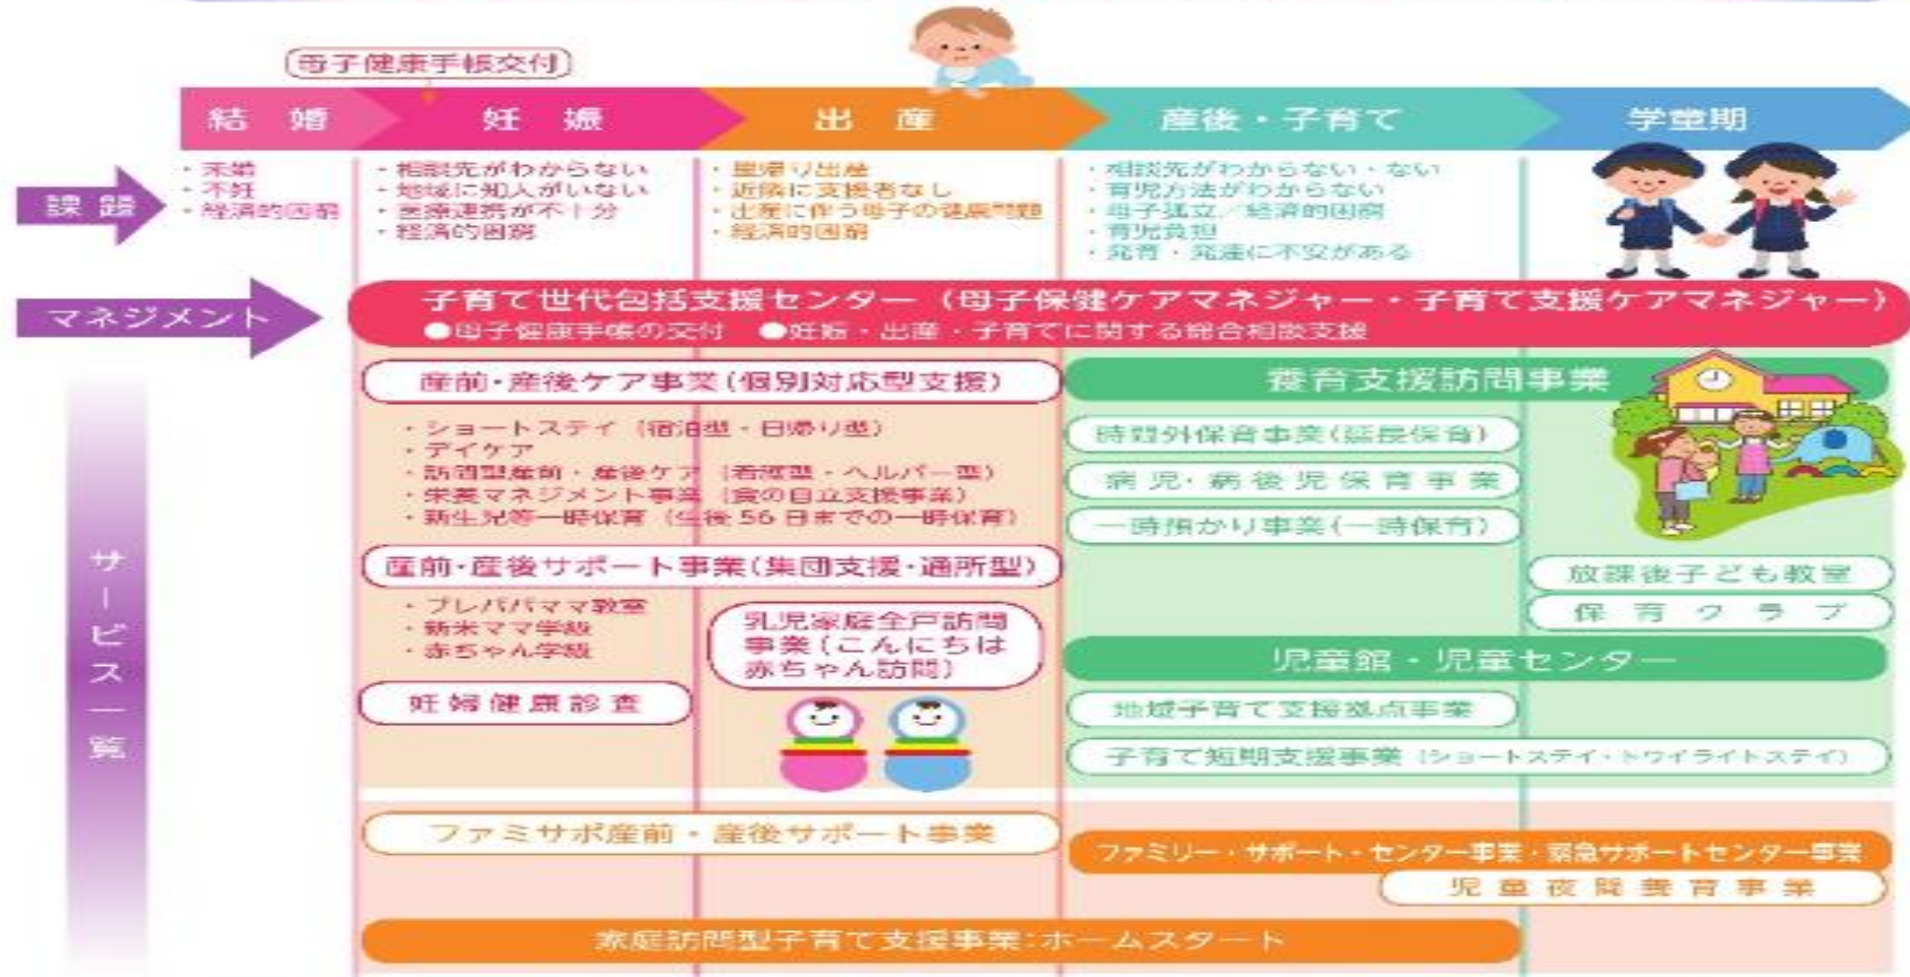 母子健康手帳交付
結婚
妊娠
出産
産後・子育て
学童期
課題
・未婚
・不妊
・経済的困窮
・相談先がわからない
・地域に知人がいない
・医療連携が不十分
・経済的困窮
・里帰り出産
・近隣に支援者なし
・出産に伴う母子の健康問題
・経済的困窮
・相談先がわからない・ない
・育児方法がわからない
・母子孤立／経済的困窮
・育児負担
・発育・発達に不安がある
マネジメント
子育て世代包括支援センター（母子保健ケアマネジャー・子育て支援ケアマネジャー）
●母子健康手帳の交付　●妊娠・出産・子育てに関する総合相談支援
サービス一覧
産前・産後ケア事業(個別対応型支援)
・ショートステイ（宿泊型・日帰り型）
・デイケア
・訪問型産前・産後ケア（看護型・ヘルパー型）
・栄養マネジメント事業（食の自立支援事業）
・新生児等一時保育（生後56日までの一時保育）
産前・産後サポート事業(集団支援・通所型)
・プレパパママ教室
・新米ママ学級
・赤ちゃん学級
妊婦健康診査
乳児家庭全戸訪問
事業(こんにちは
赤ちゃん訪問)
養育支援訪問事業
時間外保育事業(延長保育)
病児・病後児保育事業
一時預かり事業(一時保育)
放課後子ども教室
保育クラブ
児童館・児童センター
地域子育て支援拠点事業
子育て短期支援事業（ショートステイ・トワイライトステイ）
ファミサポ産前・産後サポート事業
ファミリー・サポート・センター事業・緊急サポートセンター事業
児童夜間養育事業
家庭訪問型子育て支援事業:ホームスタート